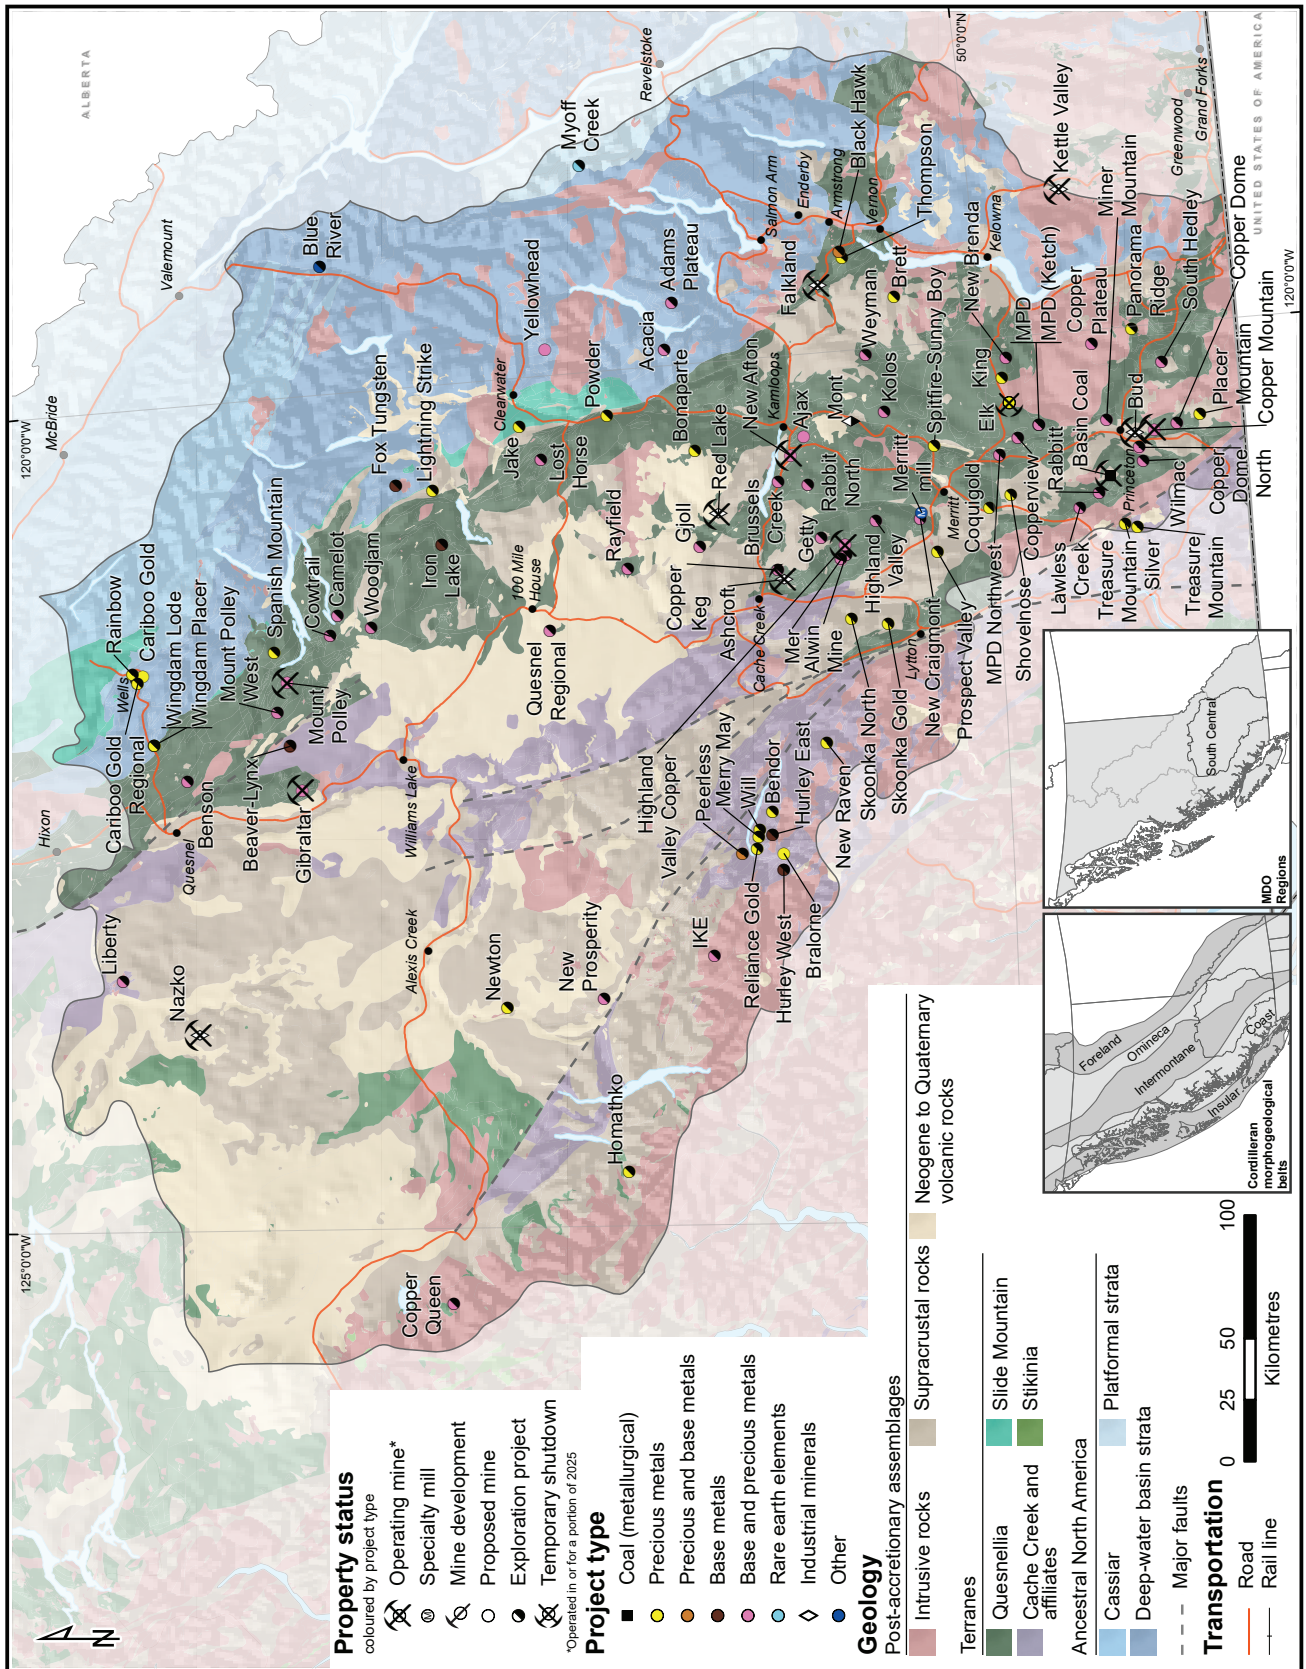 ALBERTA
UNITED STATES OF AMERICA
125°0'0"W
120°0'0"W
50°0'0"N
120°0'0"W
Hixon
McBride
Valemount
Revelstoke
Quesnel
Wells
Williams Lake
Alexis Creek
100 Mile
House
Clearwater
Cache Creek
Kamloops
Salmon Arm
Enderby
Armstrong
Vernon
Kelowna
Lytton
Merritt
Princeton
Greenwood
Grand Forks
Liberty
Nazko
Rainbow
Cariboo Gold
Cariboo Gold
Regional
Wingdam Lode
Wingdam Placer
Benson
Mount Polley
West
Beaver-Lynx
Gibraltar
Mount
Polley
Spanish Mountain
Cowtrail
Camelot
Woodjam
Fox Tungsten
Lightning Strike
Iron
Lake
Blue
River
Myoff
Creek
Yellowhead
Jake
Lost
Horse
Powder
Quesnel
Regional
Rayfield
Newton
New
Prosperity
Homathko
Copper
Queen
Acacia
Adams
Plateau
Bonaparte
Gjoll
Red Lake
New Afton
Ajax
Brussels
Creek
Copper
Keg
Ashcroft
Getty
Rabbit
North
Mont
Falkland
Black Hawk
Thompson
Weyman
Brett
Kolos
Spitfire-Sunny Boy
Highland
Valley Copper
Mer
Alwin
Mine
Highland
Valley
Merritt
mill
IKE
Peerless
Merry May
Will
Bendor
Hurley East
Reliance Gold
Hurley West
Bralorne
New Raven
Skoonka North
Skoonka Gold
New Craigmont
Prospect Valley
Coquigold
MPD Northwest
Shovelnose
Copperview
King
Elk
New Brenda
MPD
MPD (Ketch)
Kettle Valley
Copper
Plateau
Miner
Mountain
Rabbitt
Basin Coal
Lawless
Creek
Treasure
Mountain
Silver
Treasure
Mountain
Wilmac
Bud
Panorama
Ridge
South Hedley
Copper Dome
Placer
Mountain
Copper Mountain
Copper
Dome
North
N
Property status
coloured by project type
Operating mine*
M Specialty mill
Mine development
Proposed mine
Exploration project
Temporary shutdown
*Operated in or for a portion of 2025
Project type
Coal (metallurgical)
Precious metals
Precious and base metals
Base metals
Base and precious metals
Rare earth elements
Industrial minerals
Other
Geology
Post-accretionary assemblages
Intrusive rocks
Supracrustal rocks
Neogene to Quaternary
volcanic rocks
Terranes
Quesnellia
Slide Mountain
Cache Creek and
affiliates
Stikinia
Ancestral North America
Cassiar
Platformal strata
Deep-water basin strata
Major faults
Transportation
Road
Rail line
0 25 50 100
Kilometres
Foreland
Omineca
Intermontane
Coast
Insular
Cordilleran
morphogeological
belts
South Central
MDO
Regions